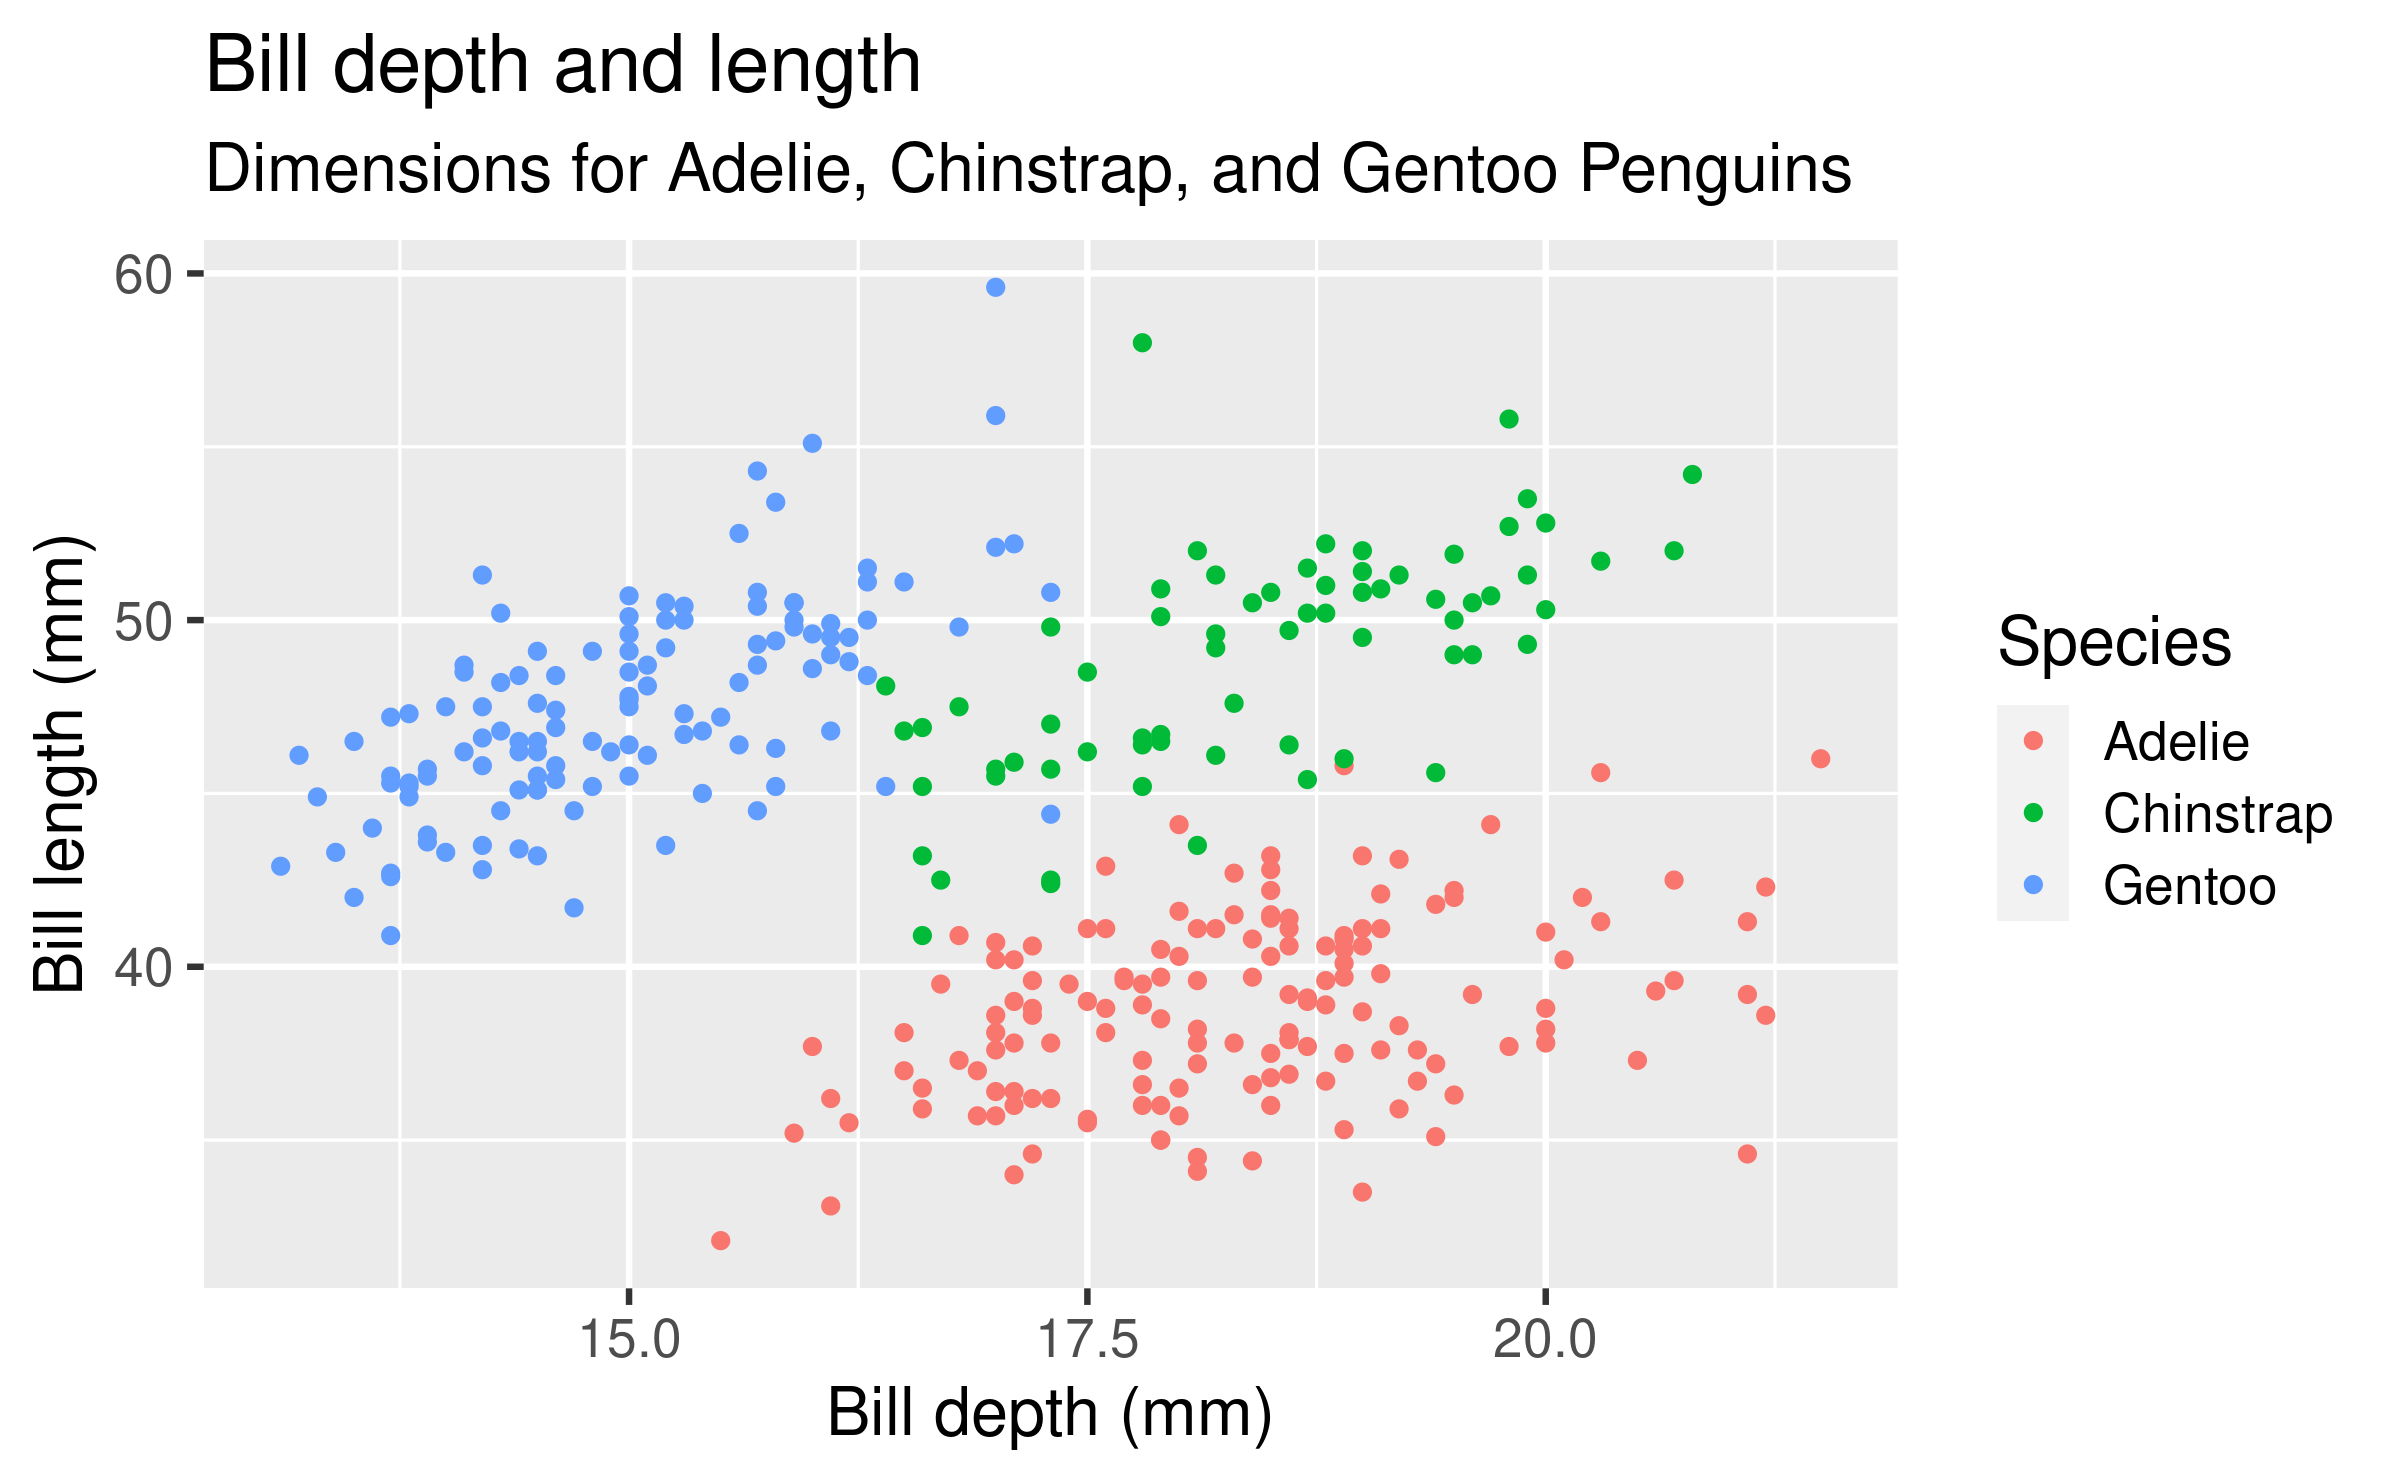 Bill depth and length
Dimensions for Adelie, Chinstrap, and Gentoo Penguins
60
50
40
Bill length (mm)
15.0
17.5
20.0
Bill depth (mm)
Species
Adelie
Chinstrap
Gentoo